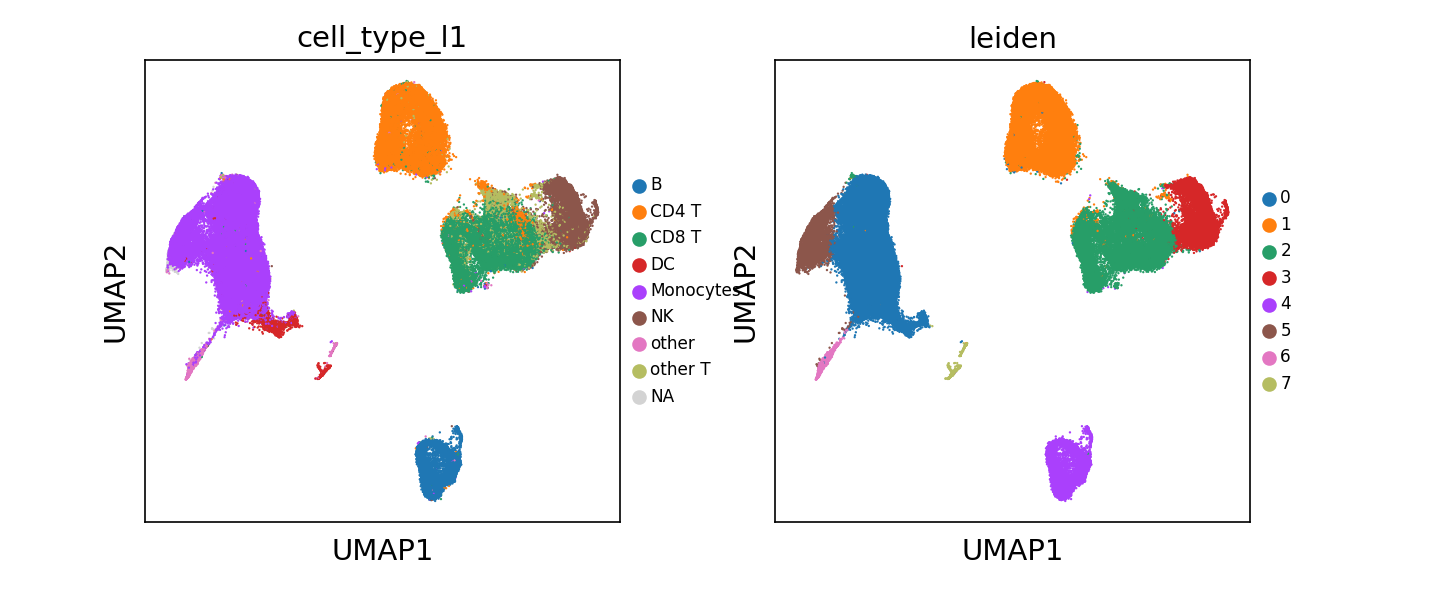 cell_type_l1
UMAP2
UMAP1
B
CD4 T
CD8 T
DC
Monocytes
NK
other
other T
NA
leiden
UMAP2
UMAP1
0
1
2
3
4
5
6
7